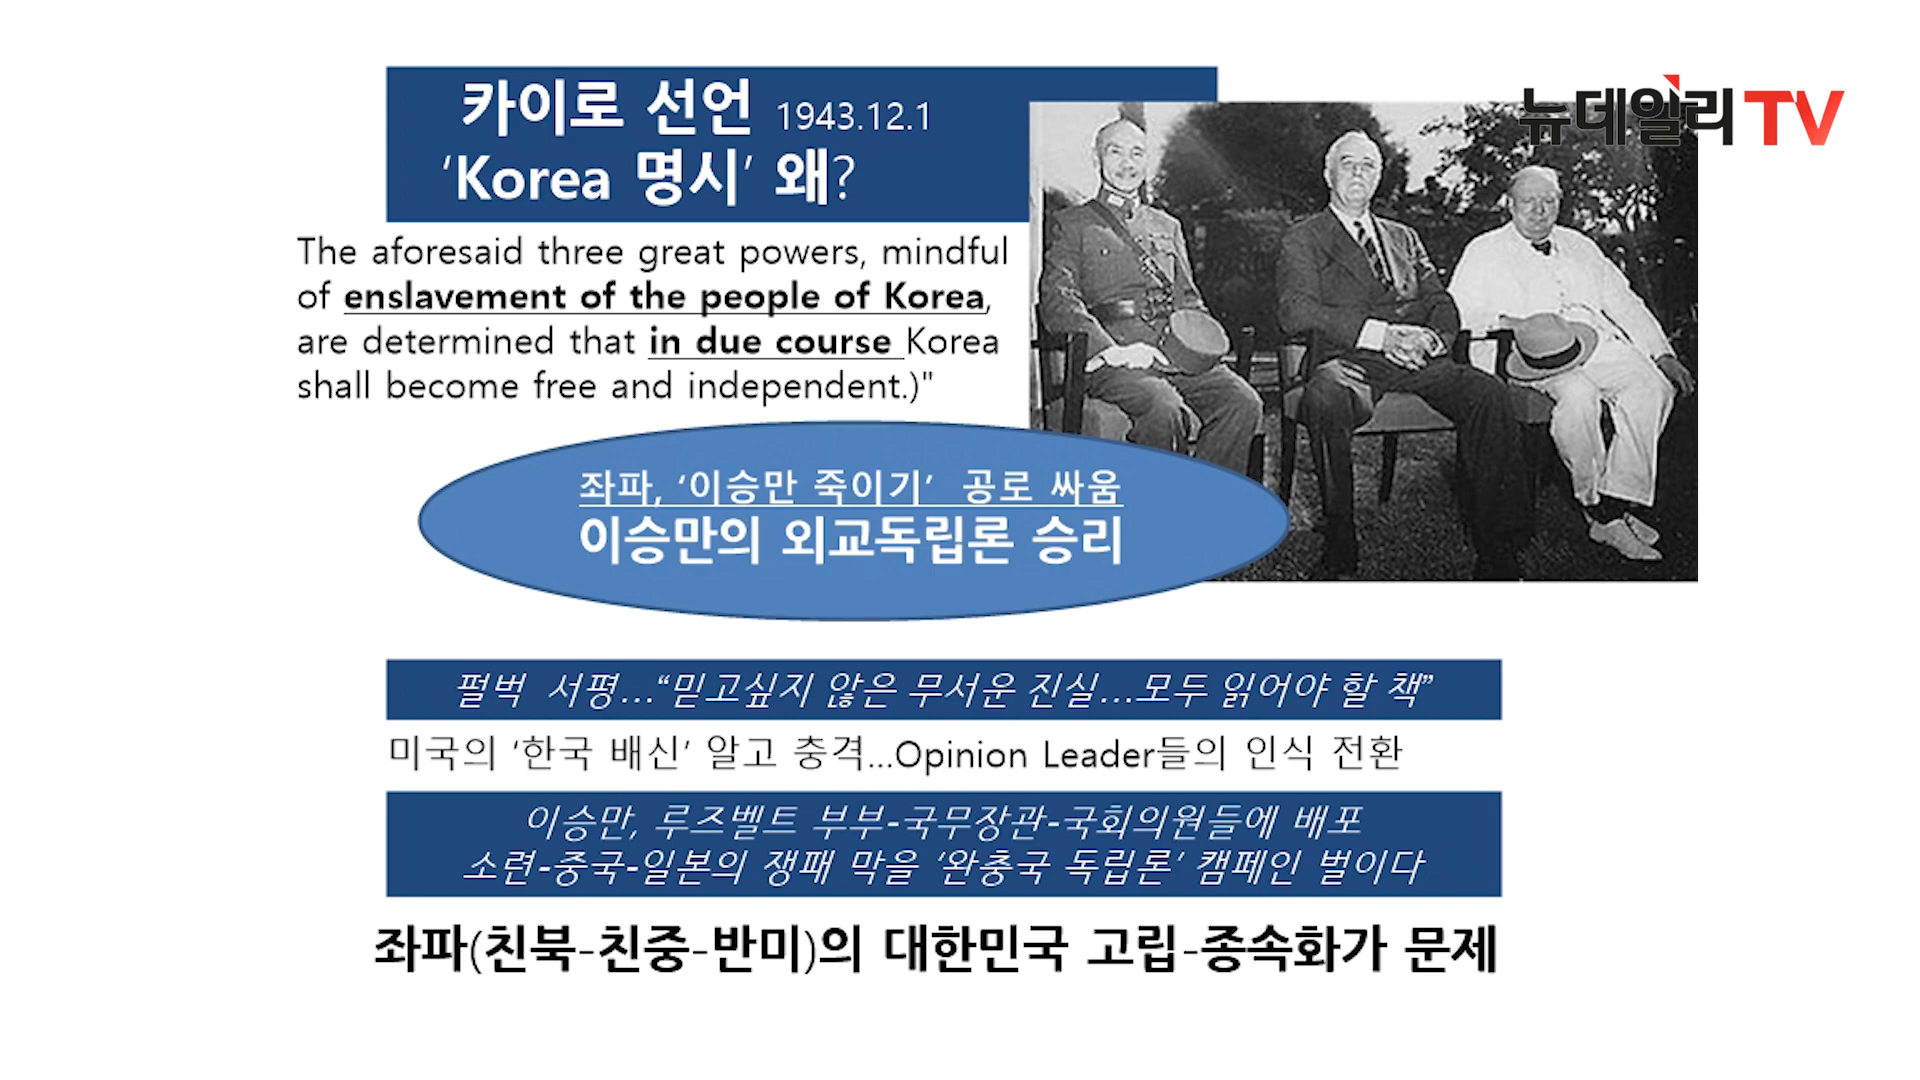 카이로 선언 1943.12.1
‘Korea 명시’ 왜?
뉴데일리TV
The aforesaid three great powers, mindful
of enslavement of the people of Korea,
are determined that in due course Korea
shall become free and independent.)"
좌파, ‘이승만 죽이기’ 공로 싸움
이승만의 외교독립론 승리
펄벅 서평...“믿고싶지 않은 무서운 진실...모두 읽어야 할 책”
미국의 ‘한국 배신’ 알고 충격...Opinion Leader들의 인식 전환
이승만, 루즈벨트 부부-국무장관-국회의원들에 배포
소련-중국-일본의 쟁패 막을 ‘완충국 독립론’ 캠페인 벌이다
좌파(친북-친중-반미)의 대한민국 고립-종속화가 문제